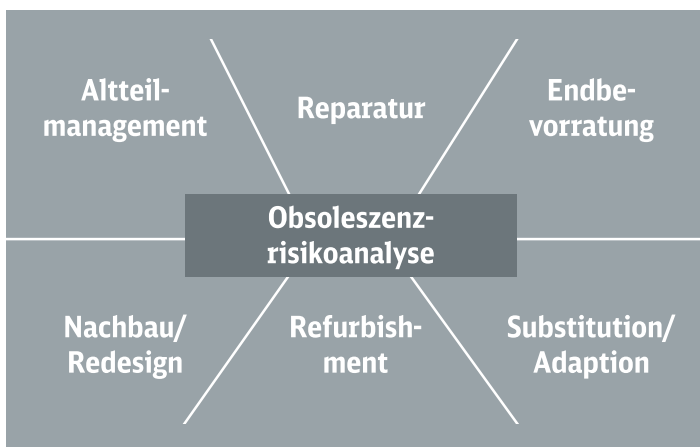 Altteil-
management
Reparatur
Endbe-
vorratung
Obsoleszenz-
risikoanalyse
Nachbau/
Redesign
Refurbish-
ment
Substitution/
Adaption